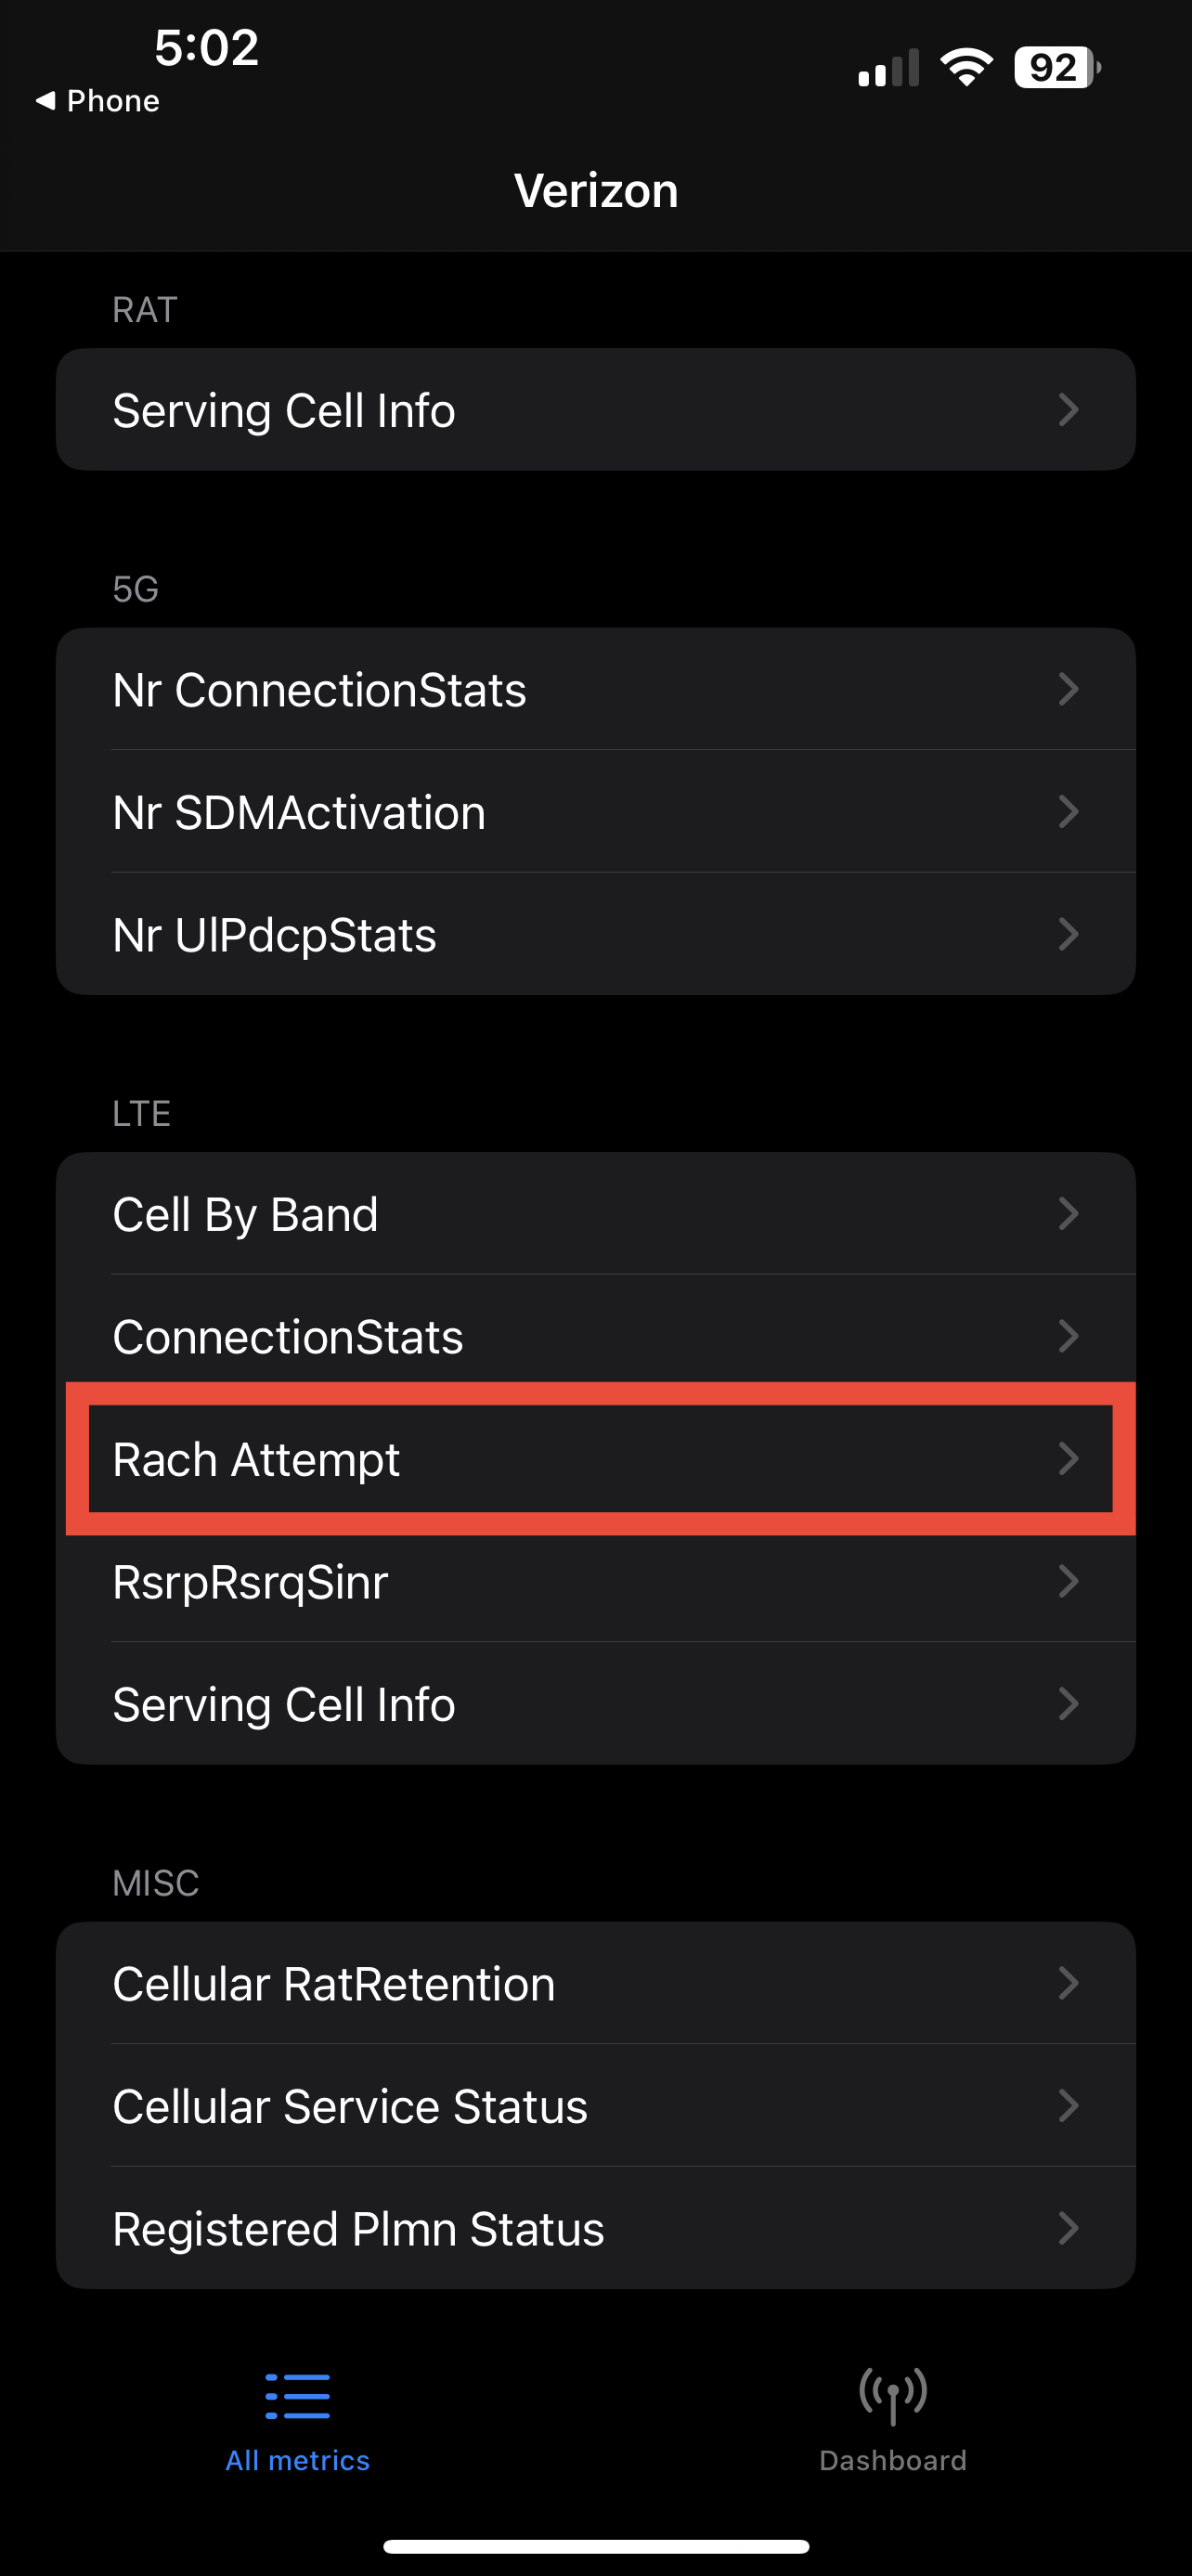 5:02
92
◀ Phone
Verizon
RAT
Serving Cell Info
5G
Nr ConnectionStats
Nr SDMActivation
Nr UlPdcpStats
LTE
Cell By Band
ConnectionStats
Rach Attempt
RsrpRsrqSinr
Serving Cell Info
MISC
Cellular RatRetention
Cellular Service Status
Registered Plmn Status
All metrics
Dashboard